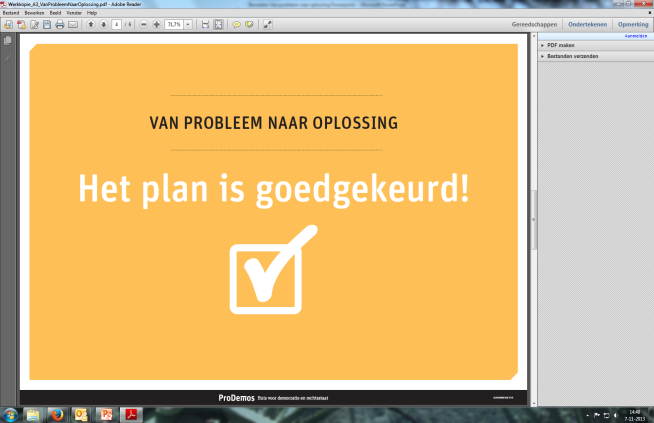 Werkkopie_A3_VanProbleemNaarOplossing.pdf - Adobe Reader
Bestand Bewerken Beeld Venster Help
4 / 6 71,7% Gereedschappen Ondertekenen Opmerking
Aanmelden
PDF maken
Bestanden verzenden
VAN PROBLEEM NAAR OPLOSSING
Het plan is goedgekeurd!
ProDemos Huis voor democratie en rechtsstaat
14:40
7-11-2013